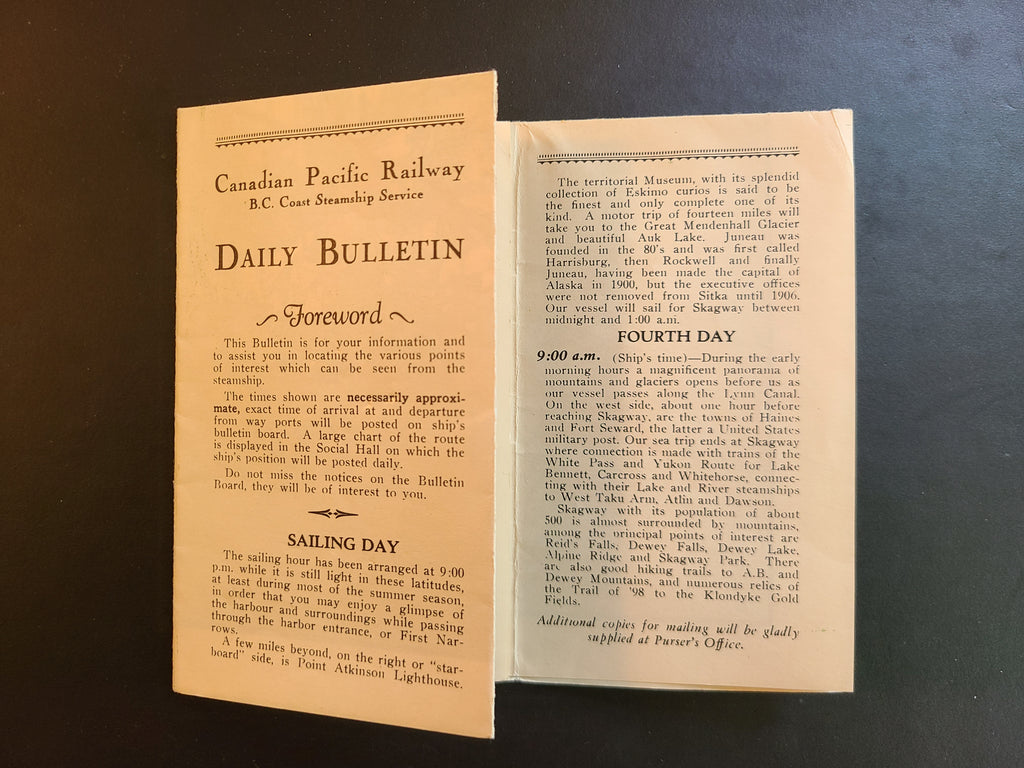 Canadian Pacific Railway
B.C. Coast Steamship Service
DAILY BULLETIN
Foreword
This Bulletin is for your information and
to assist you in locating the various points
of interest which can be seen from the
steamship.
The times shown are necessarily approxi-
mate, exact time of arrival at and departure
from way ports will be posted on ship's
bulletin board. A large chart of the route
is displayed in the Social Hall on which the
ship's position will be posted daily.
Do not miss the notices on the Bulletin
Board, they will be of interest to you.
SAILING DAY
The sailing hour has been arranged at 9:00
p.m. while it is still light in these latitudes,
at least during most of the summer season,
in order that you may enjoy a glimpse of
the harbour and surroundings while passing
through the harbor entrance, or First Nar-
rows.
A few miles beyond, on the right or "star-
board" side, is Point Atkinson Lighthouse.
The territorial Museum, with its splendid
collection of Eskimo curios is said to be
the finest and only complete one of its
kind. A motor trip of fourteen miles will
take you to the Great Mendenhall Glacier
and beautiful Auk Lake. Juneau was
founded in the 80's and was first called
Harrisburg, then Rockwell and finally
Juneau, having been made the capital of
Alaska in 1900, but the executive offices
were not removed from Sitka until 1906.
Our vessel will sail for Skagway between
midnight and 1:00 a.m.
FOURTH DAY
9:00 a.m. (Ship's time)—During the early
morning hours a magnificent panorama of
mountains and glaciers opens before us as
our vessel passes along the Lynn Canal.
On the west side, about one hour before
reaching Skagway, are the towns of Haines
and Fort Seward, the latter a United States
military post. Our sea trip ends at Skagway
where connection is made with trains of the
White Pass and Yukon Route for Lake
Bennett, Carcross and Whitehorse, connec-
ting with their Lake and River steamships
to West Taku Arm, Atlin and Dawson.
Skagway with its population of about
500 is almost surrounded by mountains,
among the principal points of interest are
Reid's Falls, Dewey Falls, Dewey Lake,
Alpine Ridge and Skagway Park. There
are also good hiking trails to A.B. and
Dewey Mountains, and numerous relics of
the Trail of '98 to the Klondyke Gold
Fields.
Additional copies for mailing will be gladly
supplied at Purser's Office.